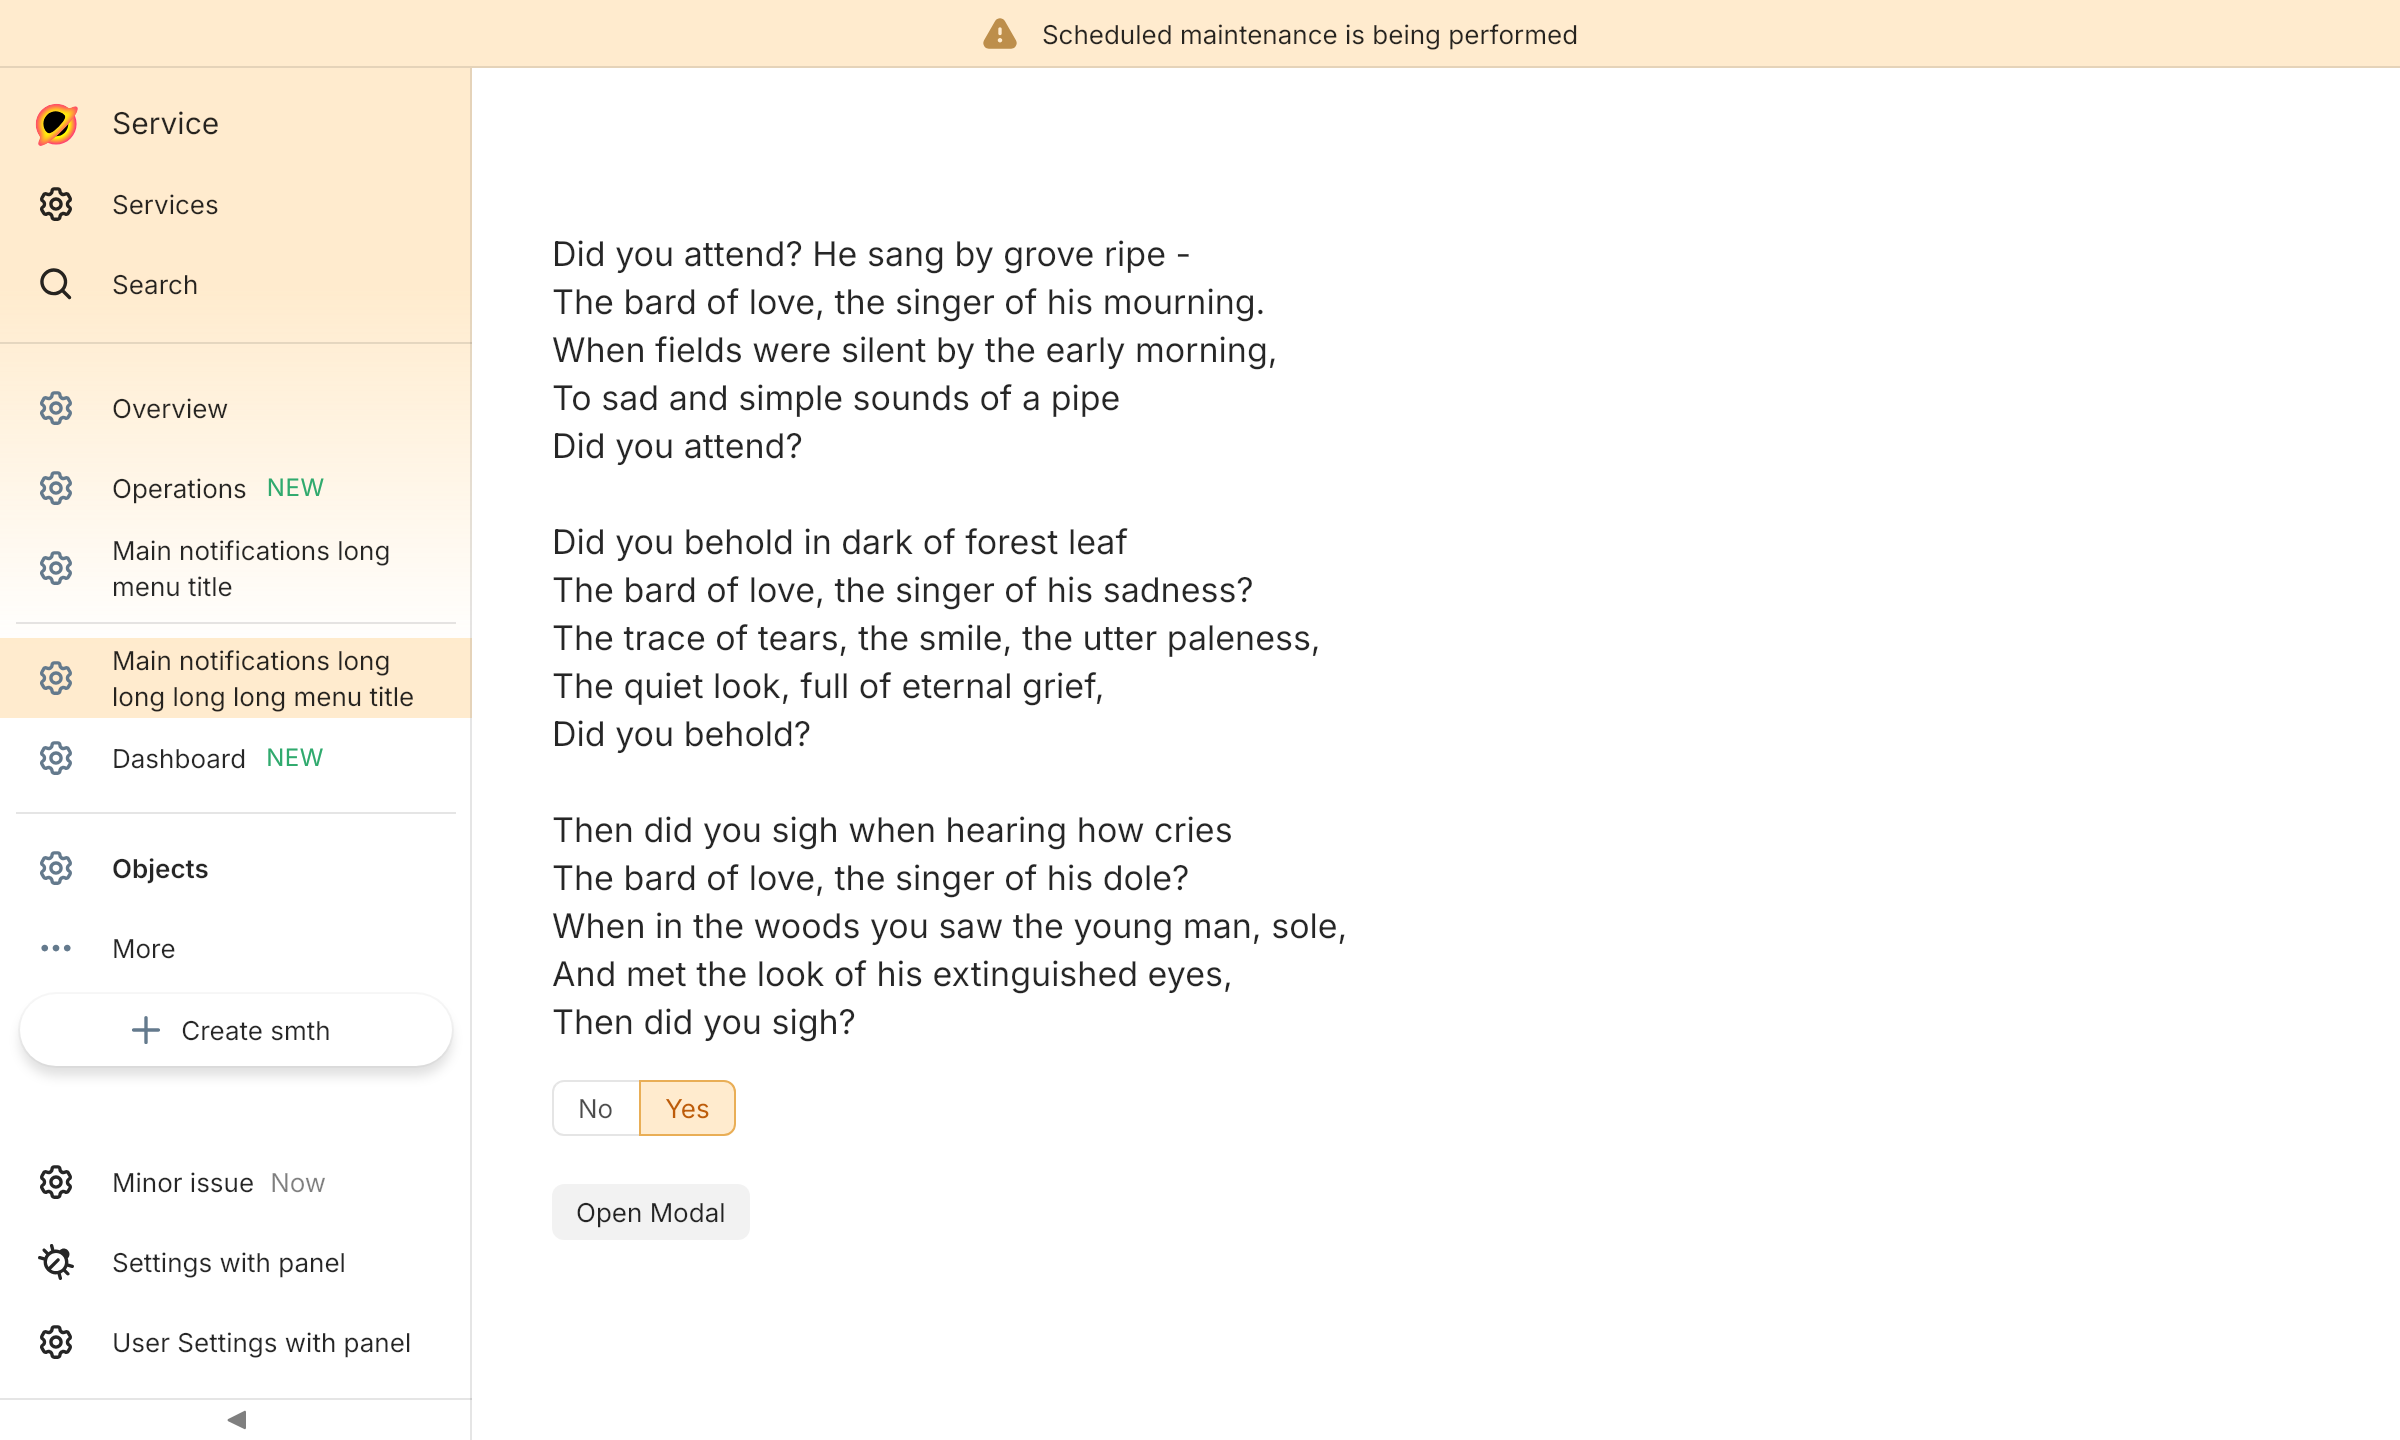 Scheduled maintenance is being performed
Service
Services
Search
Overview
Operations NEW
Main notifications long
menu title
Main notifications long
long long long menu title
Dashboard NEW
Objects
More
Create smth
Minor issue Now
Settings with panel
User Settings with panel
Did you attend? He sang by grove ripe -
The bard of love, the singer of his mourning.
When fields were silent by the early morning,
To sad and simple sounds of a pipe
Did you attend?
Did you behold in dark of forest leaf
The bard of love, the singer of his sadness?
The trace of tears, the smile, the utter paleness,
The quiet look, full of eternal grief,
Did you behold?
Then did you sigh when hearing how cries
The bard of love, the singer of his dole?
When in the woods you saw the young man, sole,
And met the look of his extinguished eyes,
Then did you sigh?
No Yes
Open Modal